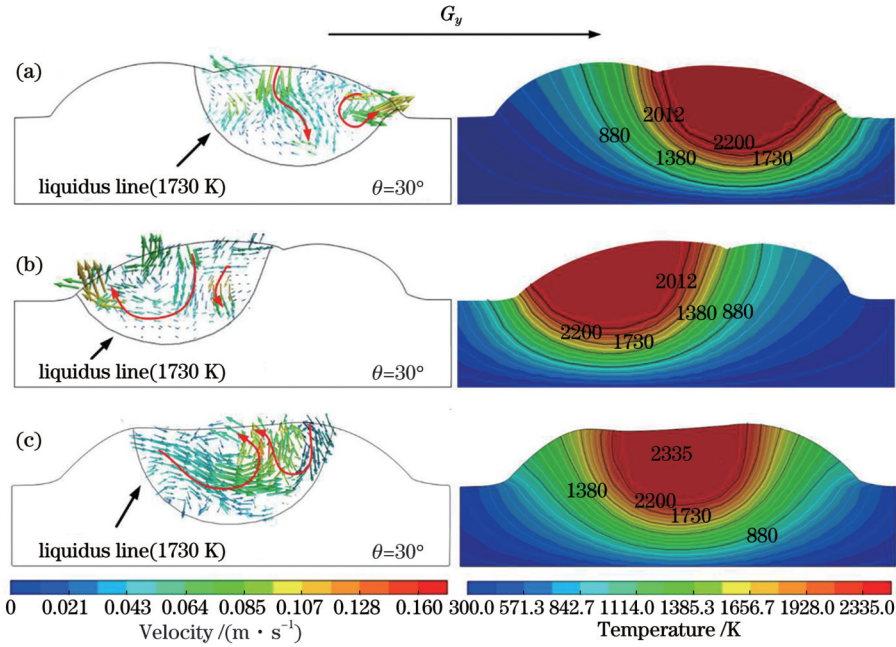 G_y
(a)
2012
880
2200
1380
1730
liquidus line(1730 K)
θ=30°
(b)
2012
1380
880
2200
1730
liquidus line(1730 K)
θ=30°
(c)
2335
1380
2200
1730
880
liquidus line(1730 K)
θ=30°
0 0.021 0.043 0.064 0.085 0.107 0.128 0.160
300.0 571.3 842.7 1114.0 1385.3 1656.7 1928.0 2335.0
Velocity /(m · s⁻¹)
Temperature /K